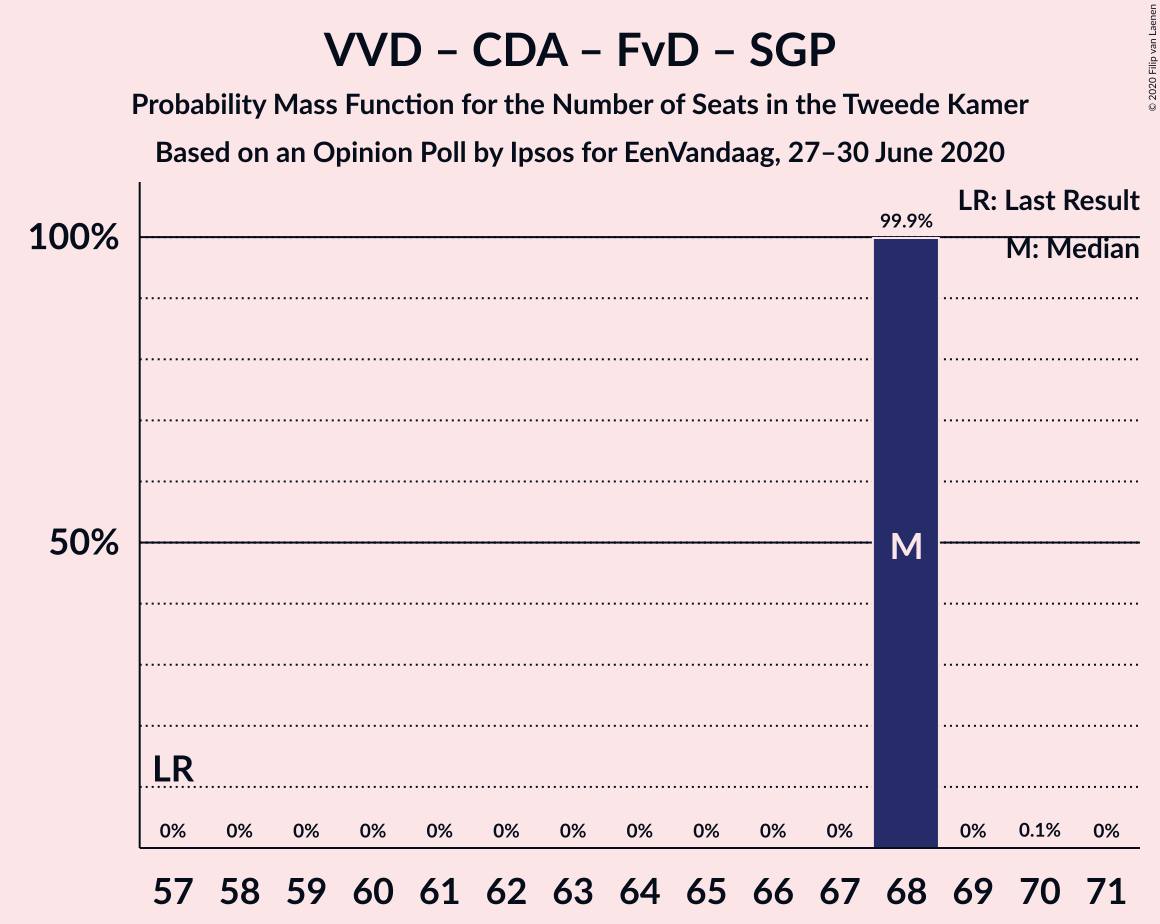 VVD – CDA – FvD – SGP
Probability Mass Function for the Number of Seats in the Tweede Kamer
Based on an Opinion Poll by Ipsos for EenVandaag, 27–30 June 2020
© 2020 Filip van Laenen
LR: Last Result
M: Median
99.9%
100%
50%
M
LR
0% 0% 0% 0% 0% 0% 0% 0% 0% 0% 0% 0% 0.1% 0%
57 58 59 60 61 62 63 64 65 66 67 68 69 70 71